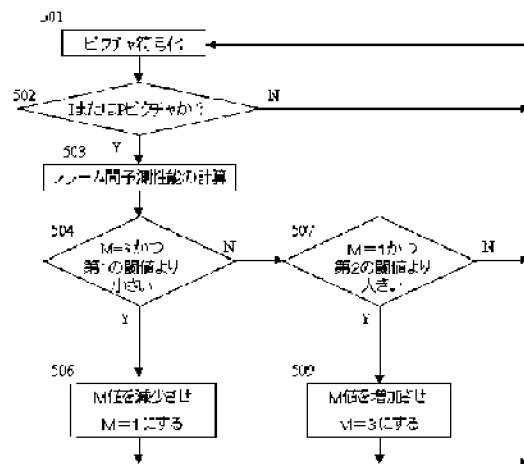 501
ピクチャ符号化
502
IまたはPピクチャか?
N
Y
503
フレーム間予測性能の計算
504
M=3かつ
第1の閾値より
小さい
N
507
M=1かつ
第2の閾値より
大きい
N
Y
Y
506
M値を減少させ
M=1にする
509
M値を増加させ
M=3にする